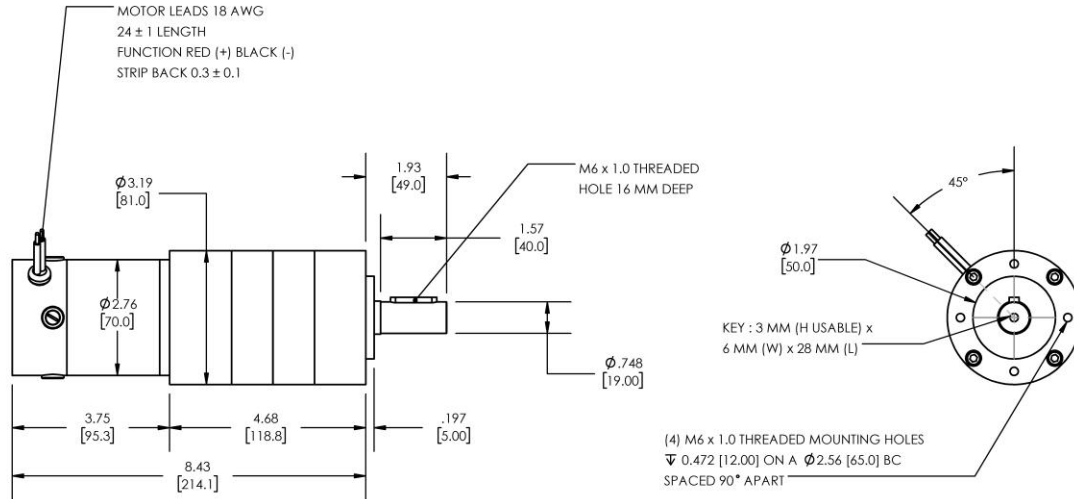 MOTOR LEADS 18 AWG
24 ± 1 LENGTH
FUNCTION RED (+) BLACK (-)
STRIP BACK 0.3 ± 0.1
1.93
[49.0]
M6 x 1.0 THREADED
HOLE 16 MM DEEP
Ø3.19
[81.0]
45°
1.57
[40.0]
Ø1.97
[50.0]
Ø2.76
[70.0]
KEY : 3 MM (H USABLE) x
6 MM (W) x 28 MM (L)
Ø.748
[19.00]
3.75
[95.3]
4.68
[118.8]
.197
[5.00]
8.43
[214.1]
(4) M6 x 1.0 THREADED MOUNTING HOLES
↧ 0.472 [12.00] ON A Ø2.56 [65.0] BC
SPACED 90° APART